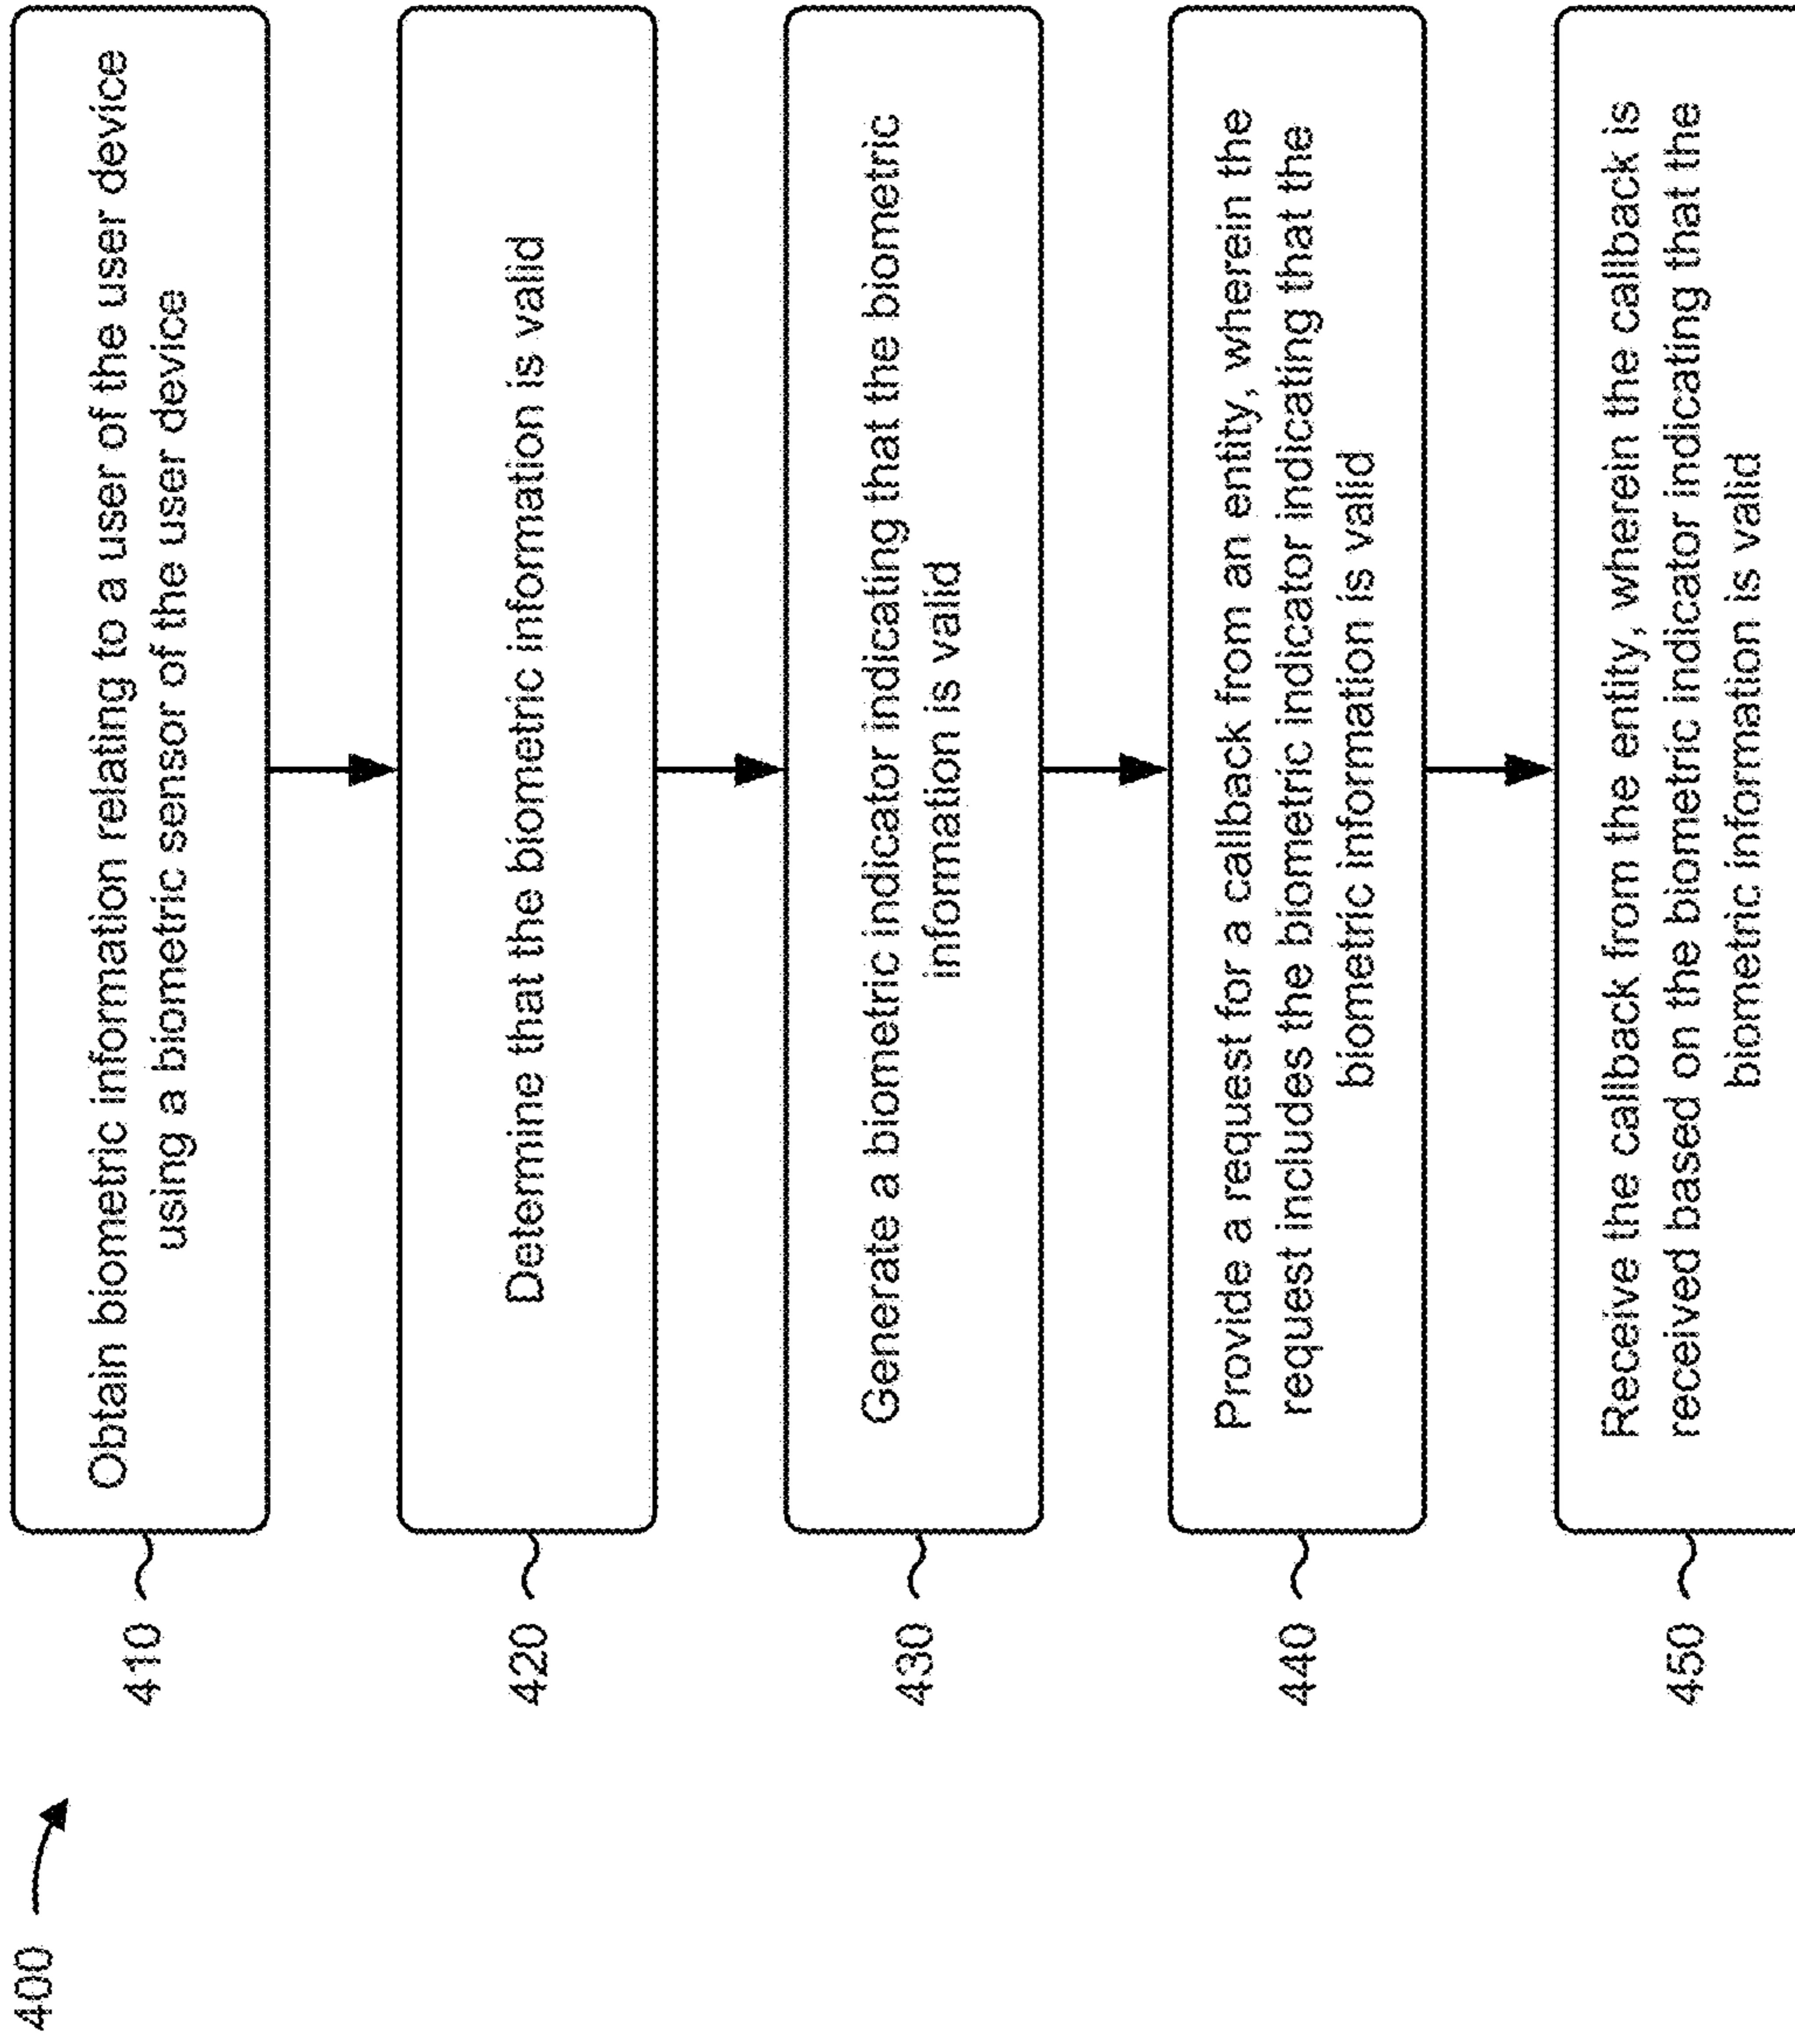 400
410
Obtain biometric information relating to a user of the user device
using a biometric sensor of the user device
420
Determine that the biometric information is valid
430
Generate a biometric indicator indicating that the biometric
information is valid
440
Provide a request for a callback from an entity, wherein the
request includes the biometric indicator indicating that the
biometric information is valid
450
Receive the callback from the entity, wherein the callback is
received based on the biometric indicator indicating that the
biometric information is valid